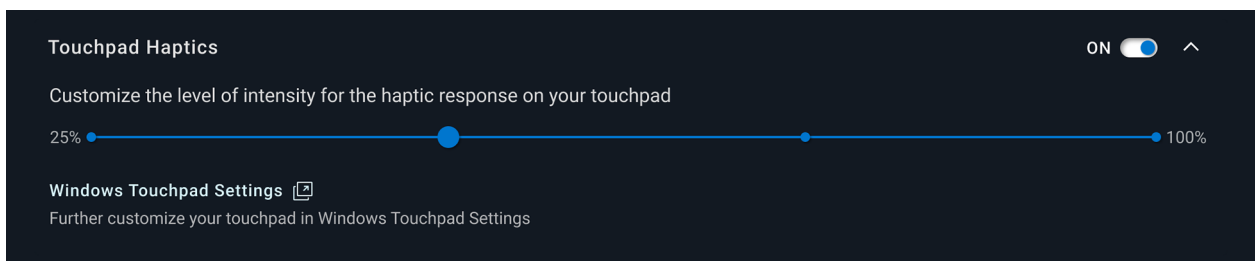 Touchpad Haptics
ON
Customize the level of intensity for the haptic response on your touchpad
25%
100%
Windows Touchpad Settings
Further customize your touchpad in Windows Touchpad Settings